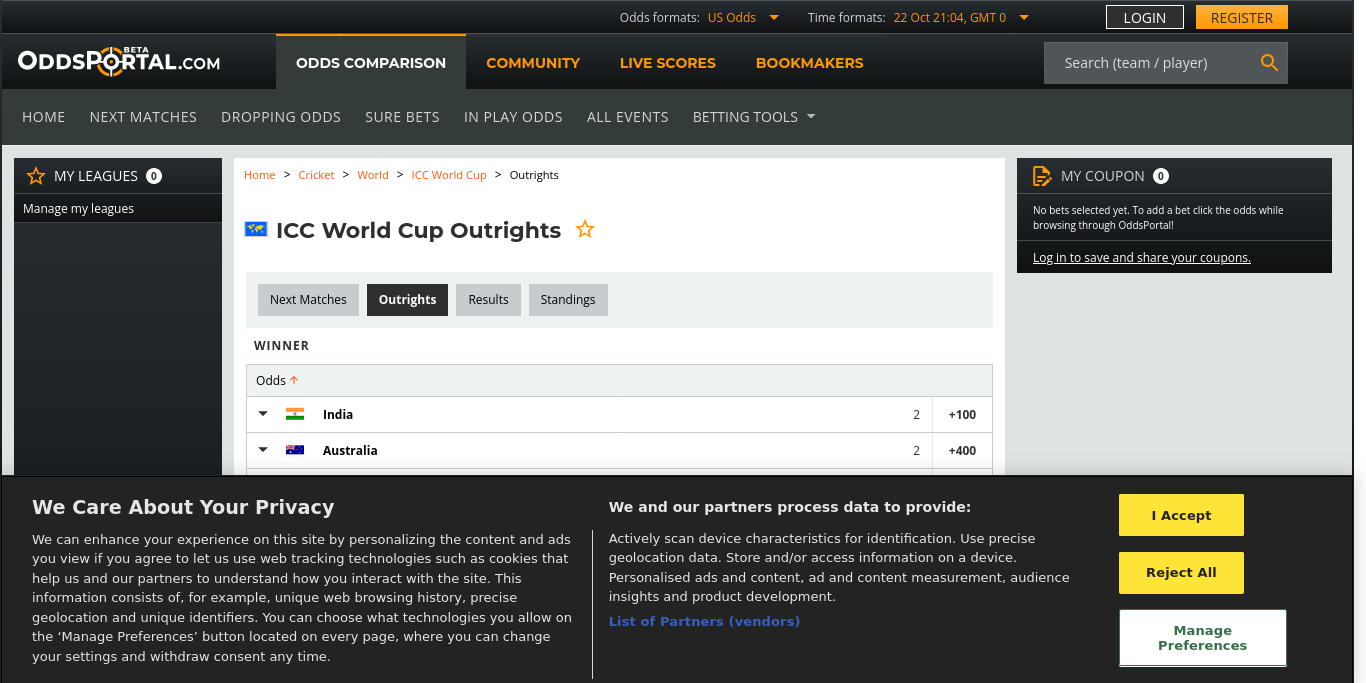 Odds formats: US Odds Time formats: 22 Oct 21:04, GMT 0 LOGIN REGISTER
ODDSPORTAL.COM BETA ODDS COMPARISON COMMUNITY LIVE SCORES BOOKMAKERS Search (team / player)
HOME NEXT MATCHES DROPPING ODDS SURE BETS IN PLAY ODDS ALL EVENTS BETTING TOOLS
MY LEAGUES 0
Manage my leagues
Home > Cricket > World > ICC World Cup > Outrights
ICC World Cup Outrights
Next Matches Outrights Results Standings
WINNER
Odds
India 2 +100
Australia 2 +400
MY COUPON 0
No bets selected yet. To add a bet click the odds while
browsing through OddsPortal!
Log in to save and share your coupons.
We Care About Your Privacy
We can enhance your experience on this site by personalizing the content and ads
you view if you agree to let us use web tracking technologies such as cookies that
help us and our partners to understand how you interact with the site. This
information consists of, for example, unique web browsing history, precise
geolocation and unique identifiers. You can choose what technologies you allow on
the ‘Manage Preferences’ button located on every page, where you can change
your settings and withdraw consent any time.
We and our partners process data to provide:
Actively scan device characteristics for identification. Use precise
geolocation data. Store and/or access information on a device.
Personalised ads and content, ad and content measurement, audience
insights and product development.
List of Partners (vendors)
I Accept
Reject All
Manage
Preferences